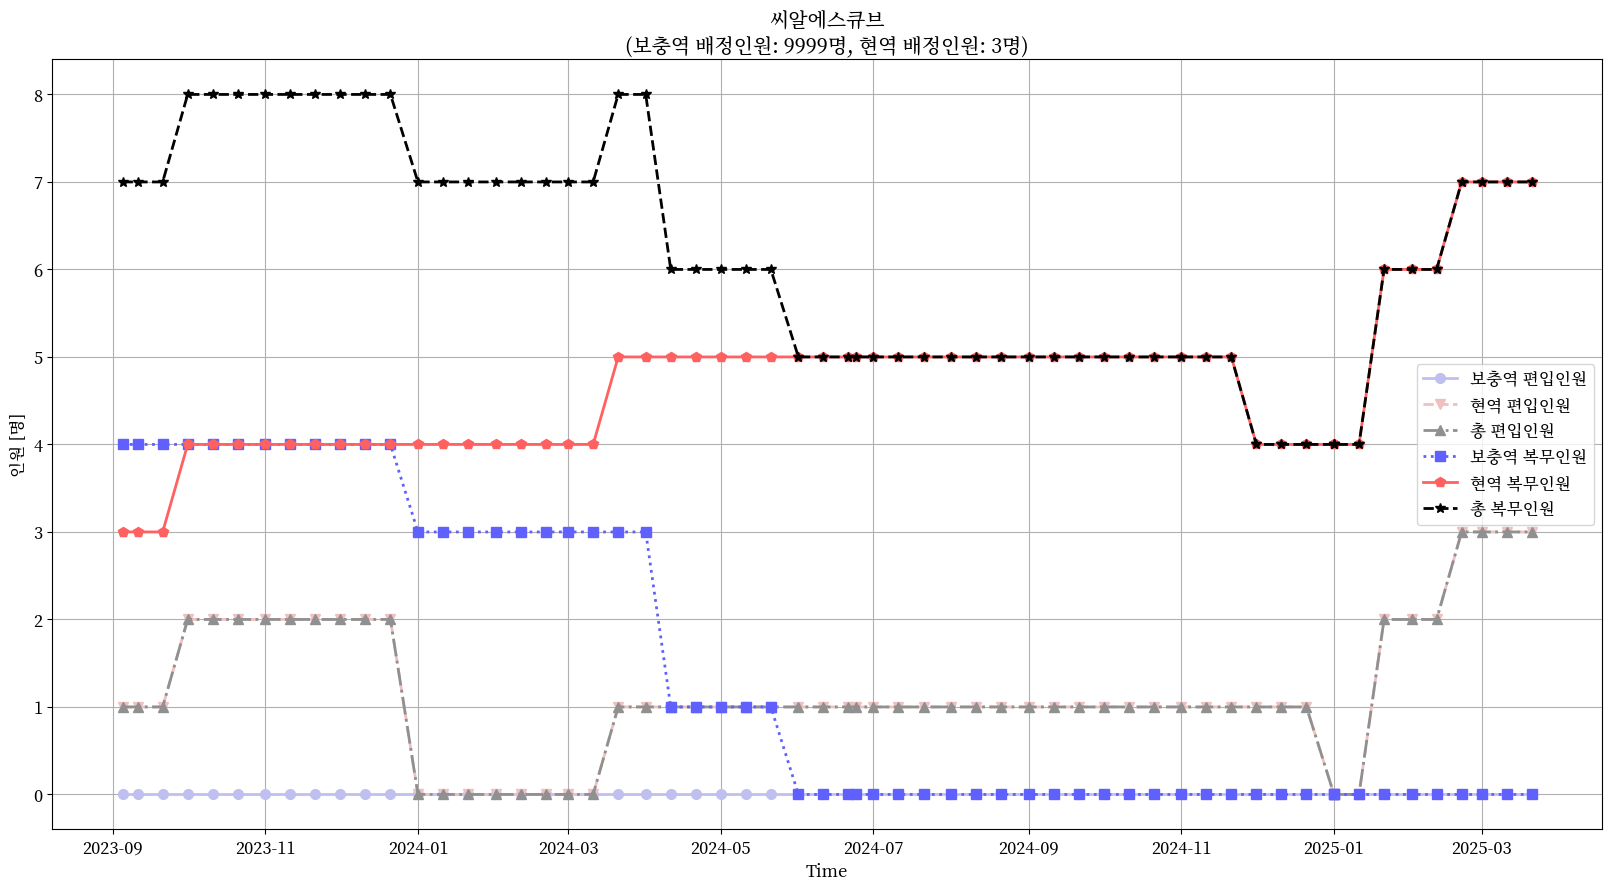 씨알에스큐브
(보충역 배정인원: 9999명, 현역 배정인원: 3명)
8
7
6
5
4
3
2
1
0
인원 [명]
보충역 편입인원
현역 편입인원
총 편입인원
보충역 복무인원
현역 복무인원
총 복무인원
2023-09
2023-11
2024-01
2024-03
2024-05
2024-07
2024-09
2024-11
2025-01
2025-03
Time